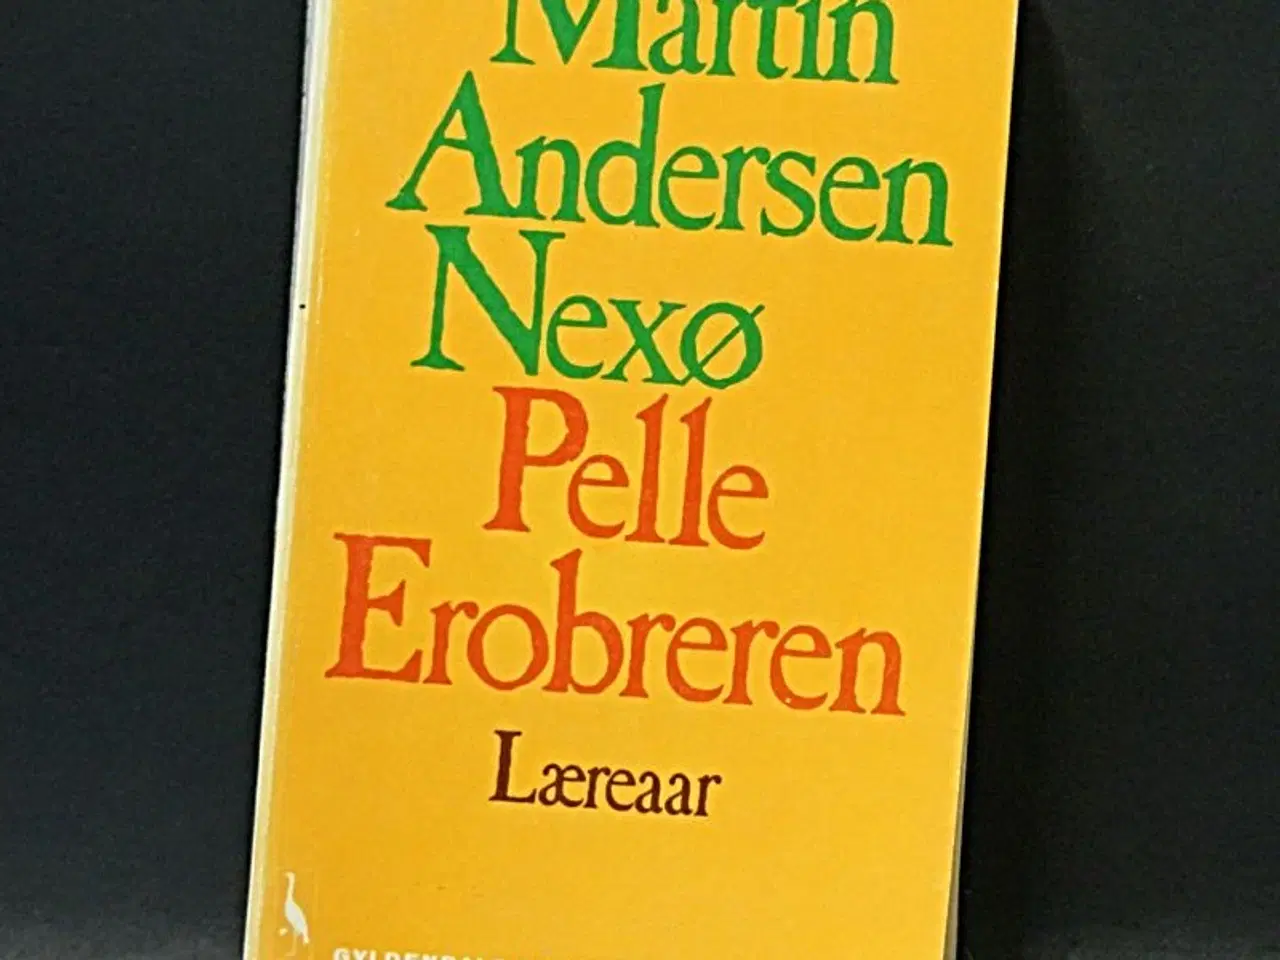 Martin
Andersen
Nexø
Pelle
Erobreren
Læreaar